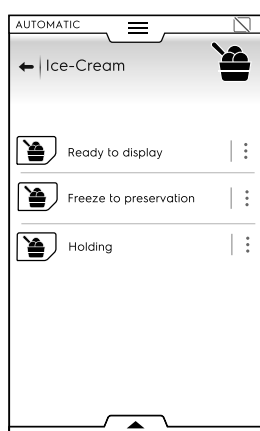 AUTOMATIC
Ice-Cream
Ready to display
Freeze to preservation
Holding